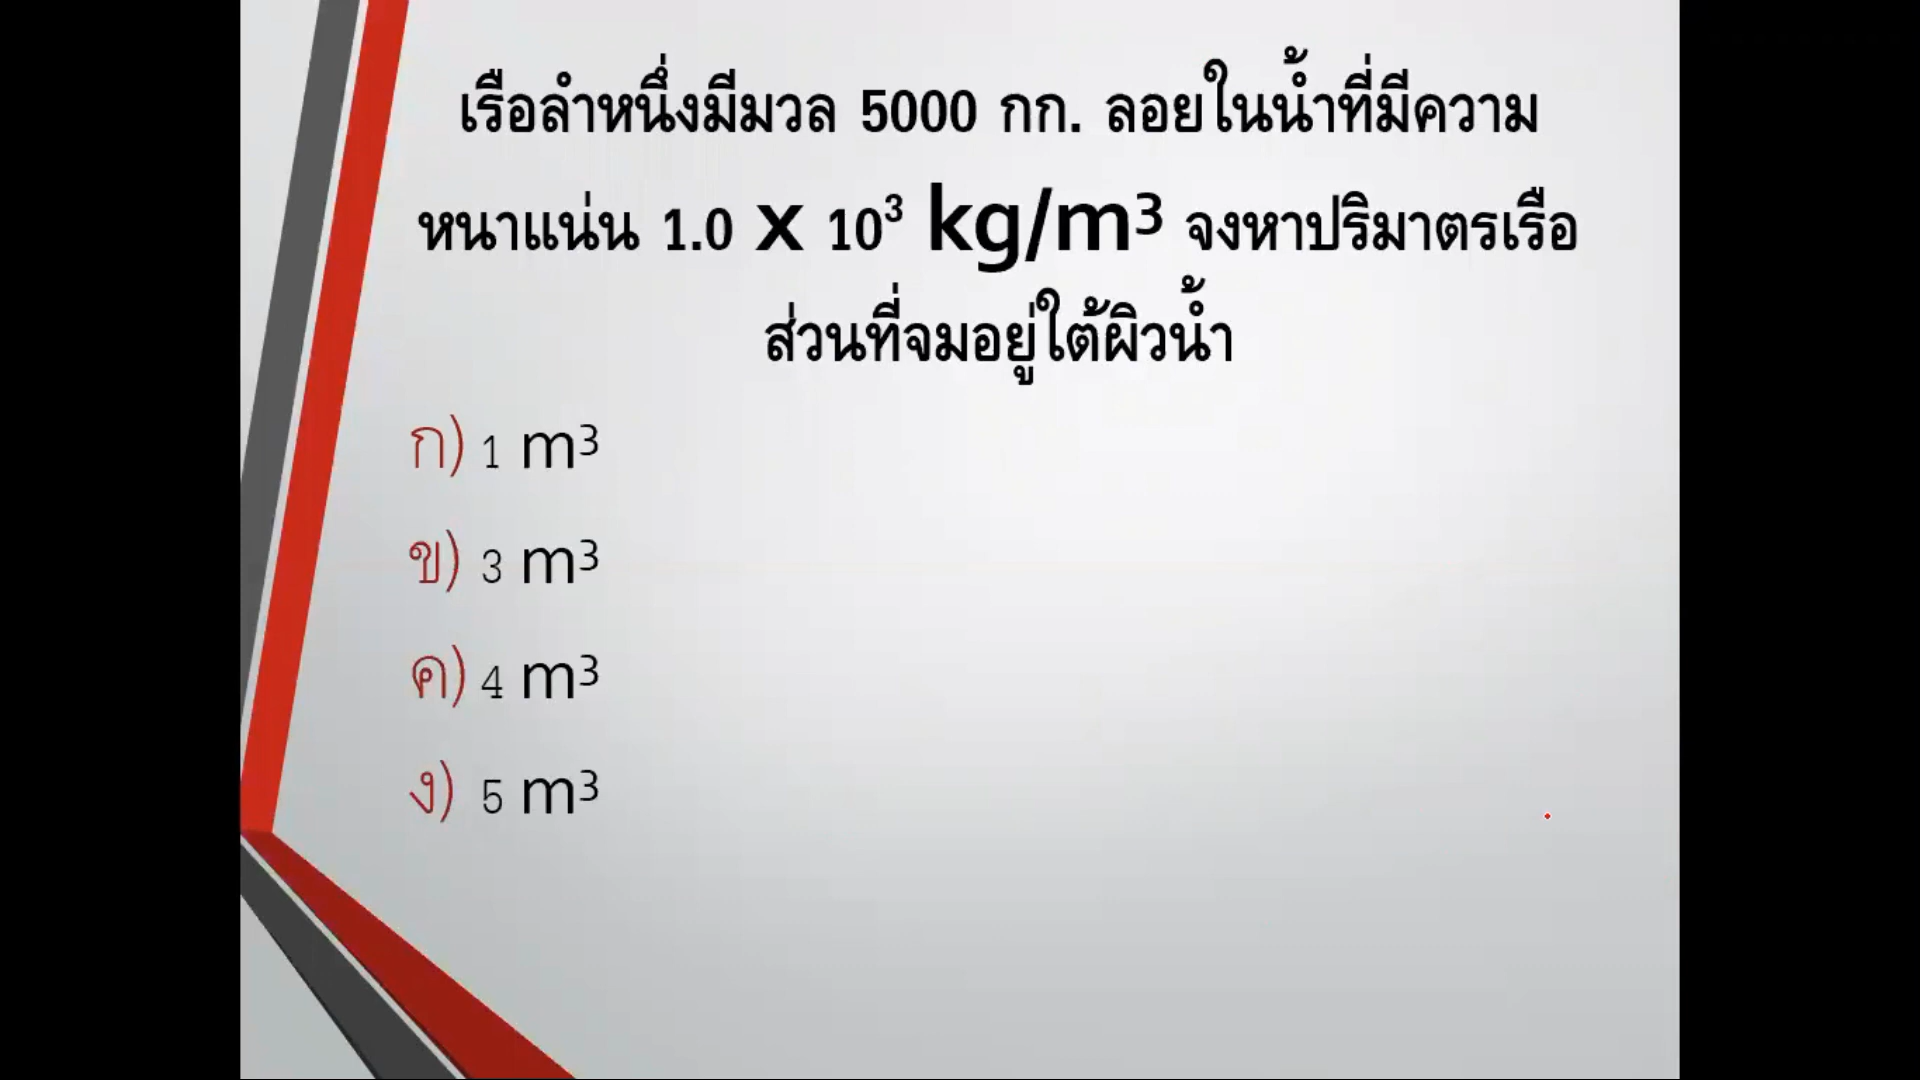 เรือลำหนึ่งมีมวล 5000 กก. ลอยในน้ำที่มีความ
หนาแน่น 1.0 x 10³ kg/m³ จงหาปริมาตรเรือ
ส่วนที่จมอยู่ใต้ผิวน้ำ
ก) 1 m³
ข) 3 m³
ค) 4 m³
ง) 5 m³